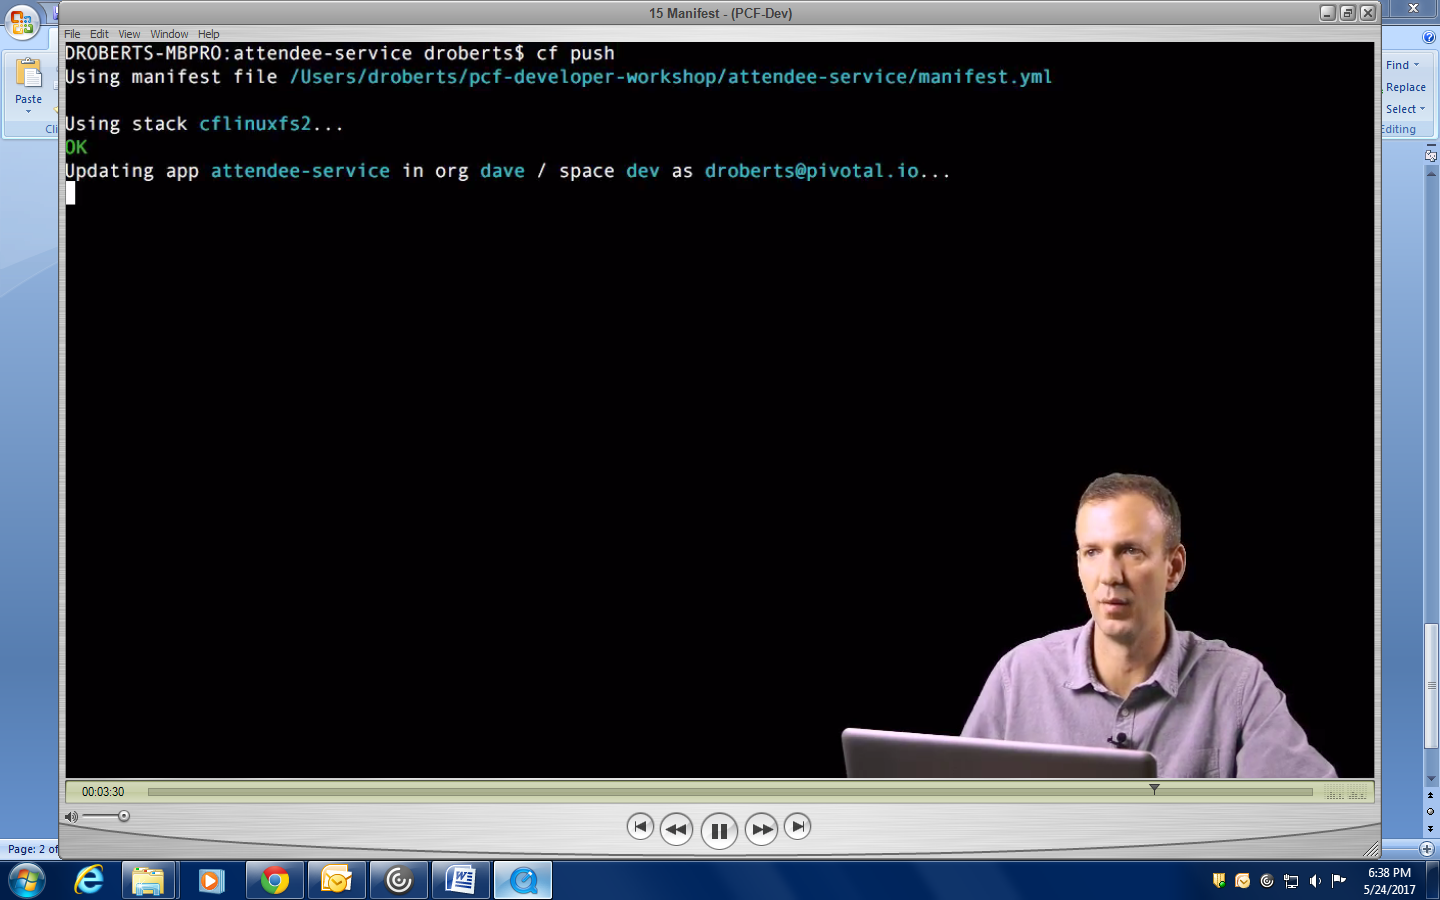 15 Manifest - (PCF-Dev)
File Edit View Window Help
DROBERTS-MBPRO:attendee-service droberts$ cf push
Using manifest file /Users/droberts/pcf-developer-workshop/attendee-service/manifest.yml
Using stack cflinuxfs2...
OK
Updating app attendee-service in org dave / space dev as droberts@pivotal.io...
Paste
Find
Replace
Select
Editing
00:03:30
Page: 2 of
6:38 PM
5/24/2017